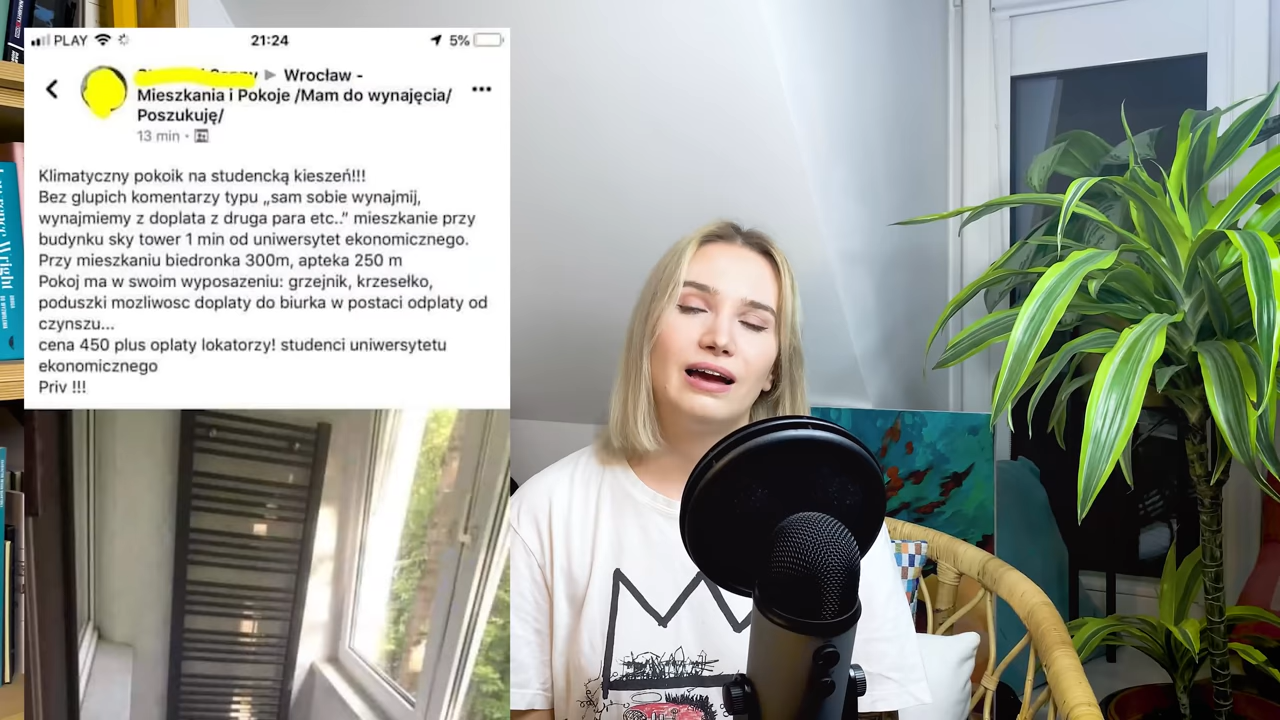 PLAY 21:24 5%
Wrocław -
Mieszkania i Pokoje /Mam do wynajęcia/
Poszukuję/
13 min
Klimatyczny pokoik na studencką kieszeń!!!
Bez glupich komentarzy typu „sam sobie wynajmij,
wynajmiemy z doplata z druga para etc..” mieszkanie przy
budynku sky tower 1 min od uniwersytet ekonomicznego.
Przy mieszkaniu biedronka 300m, apteka 250 m
Pokoj ma w swoim wyposazeniu: grzejnik, krzesełko,
poduszki mozliwosc doplaty do biurka w postaci odplaty od
czynszu...
cena 450 plus oplaty lokatorzy! studenci uniwersytetu
ekonomicznego
Priv !!!
Wright